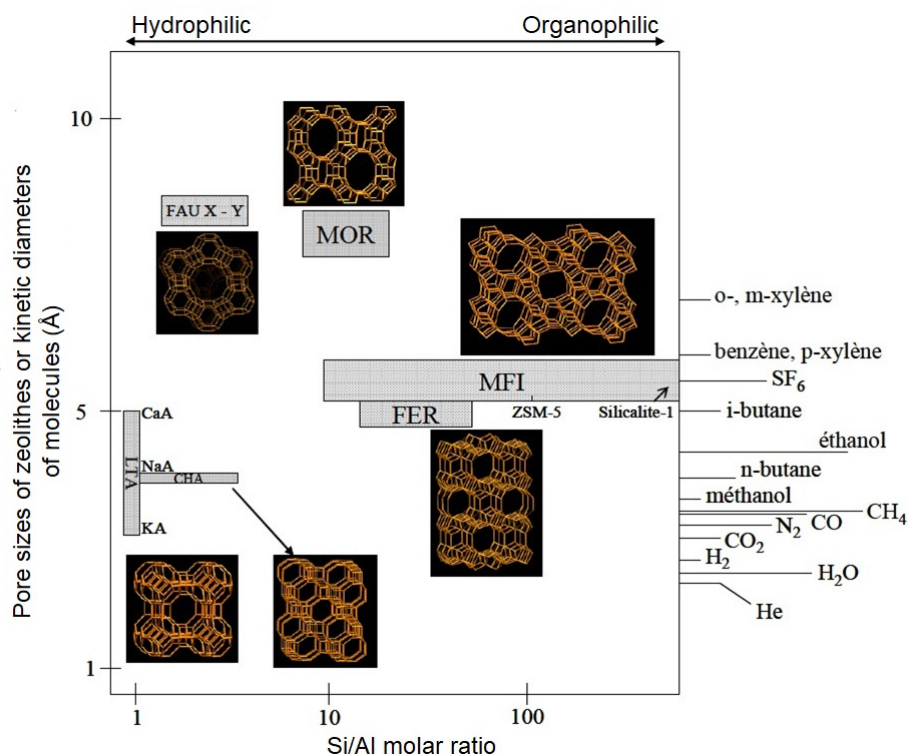 Hydrophilic
Organophilic
Pore sizes of zeolithes or kinetic diameters
of molecules (Å)
10
5
1
FAU X - Y
MOR
MFI
ZSM-5
Silicalite-1
FER
CaA
LTA
NaA
CHA
KA
o-, m-xylène
benzène, p-xylène
SF6
i-butane
éthanol
n-butane
méthanol
CH4
N2
CO
CO2
H2
H2O
He
1
10
100
Si/Al molar ratio